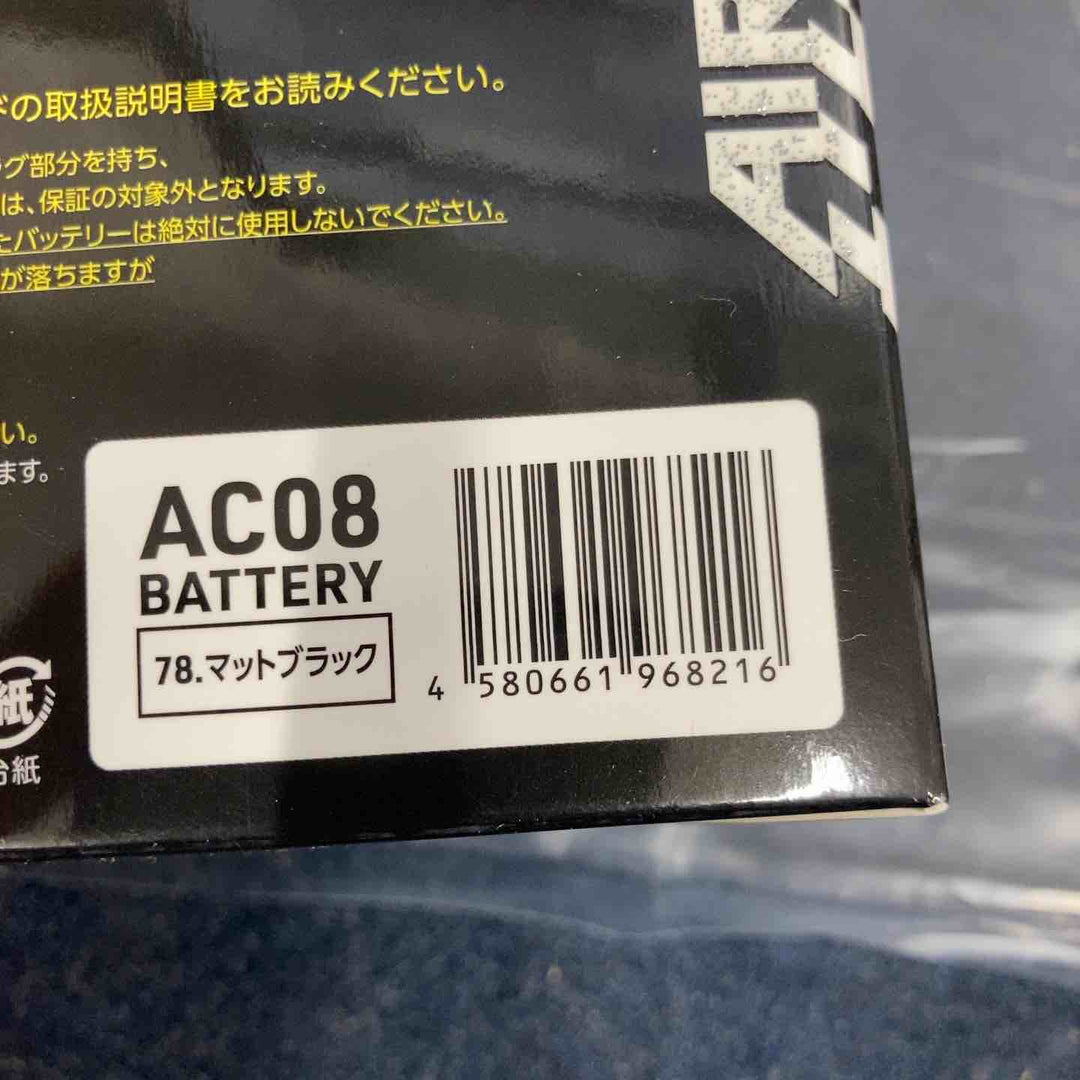 ドの取扱説明書をお読みください。
グ部分を持ち、
は、保証の対象外となります。
たバッテリーは絶対に使用しないでください。
が落ちますが
い。
ます。
AIR
AC08
BATTERY
78.マットブラック
4 580661 968216
紙
台紙